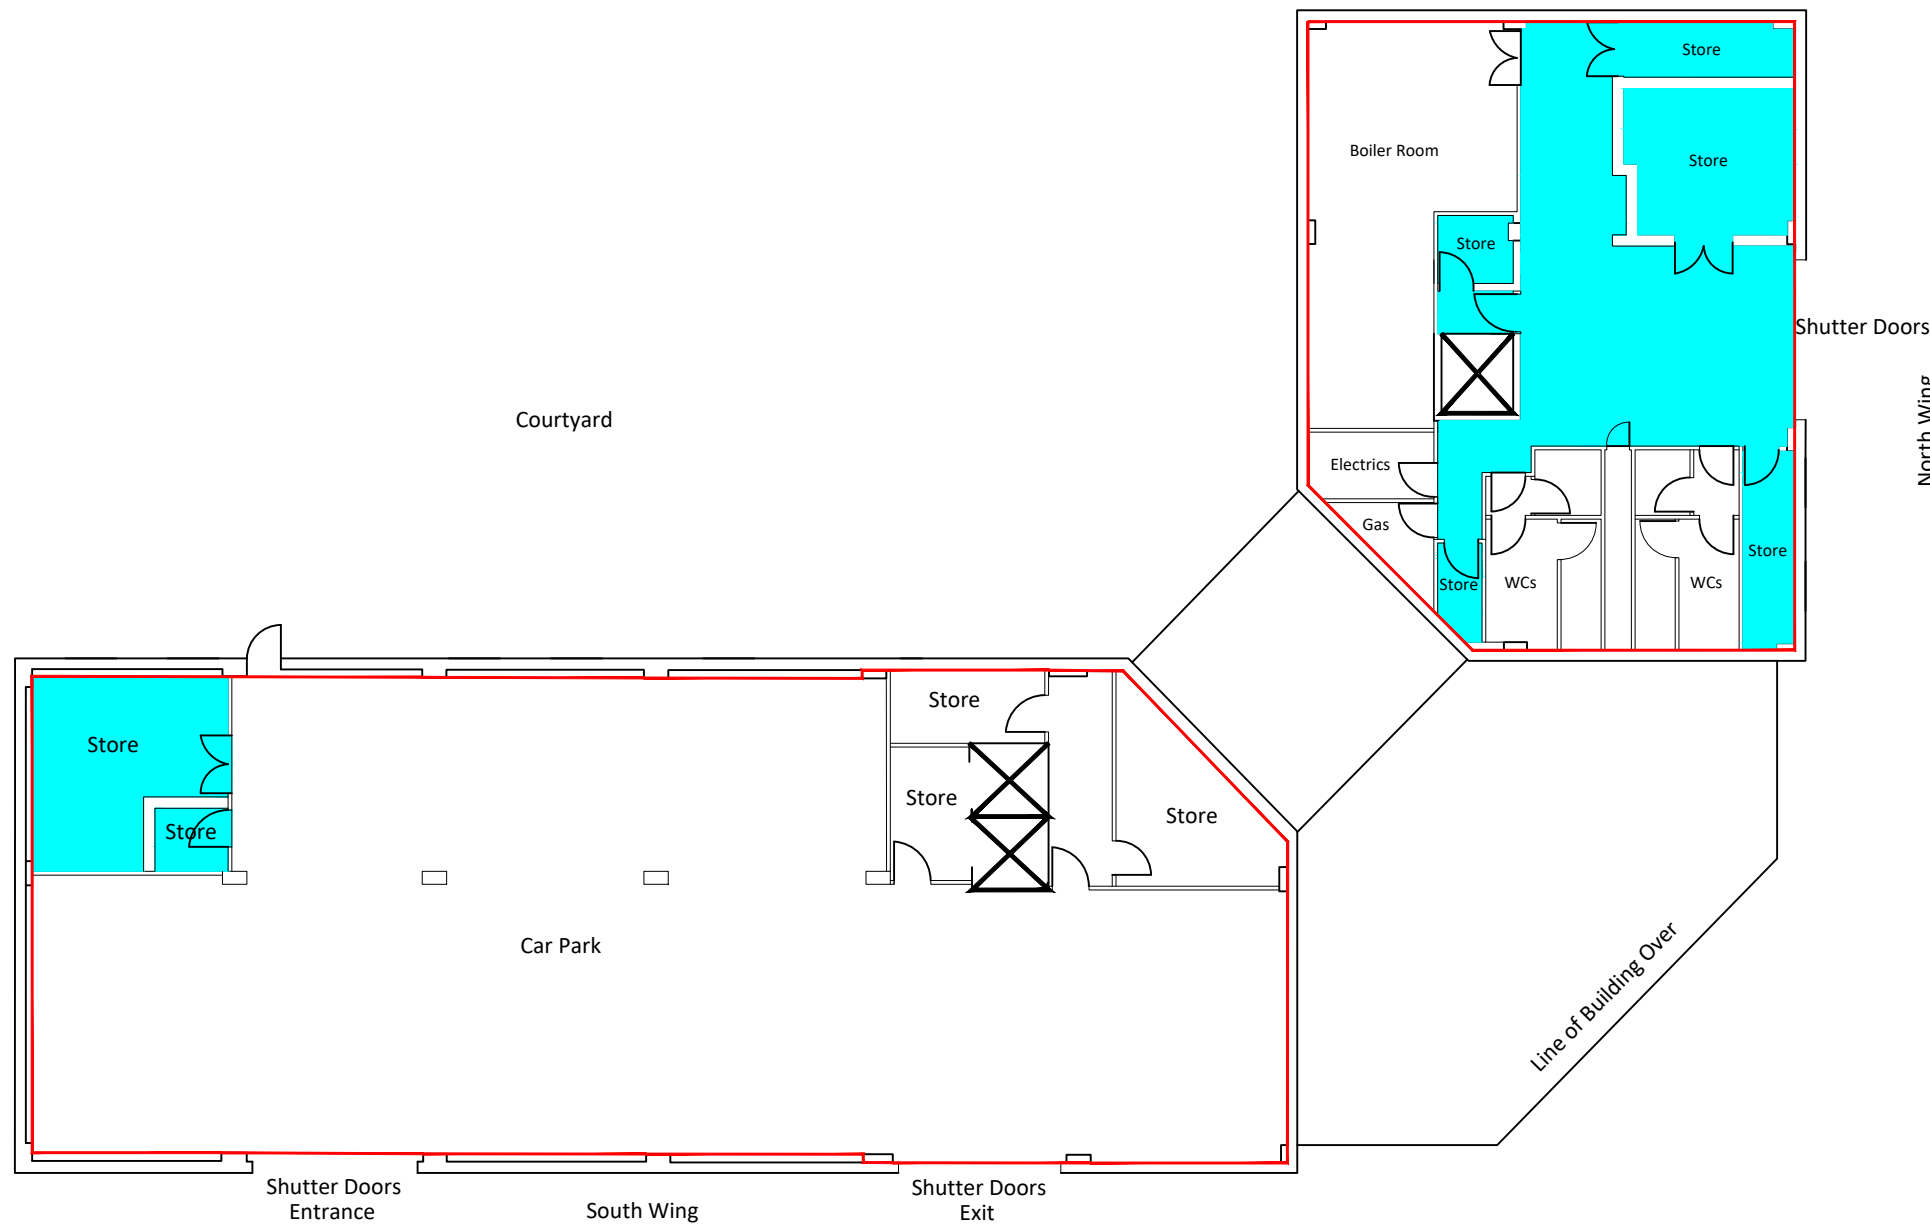 Store
Boiler Room
Store
Store
Shutter Doors
North Wing
Courtyard
Electrics
Gas
Store
WCs
WCs
Store
Store
Store
Store
Store
Store
Car Park
Line of Building Over
Shutter Doors
Entrance
South Wing
Shutter Doors
Exit